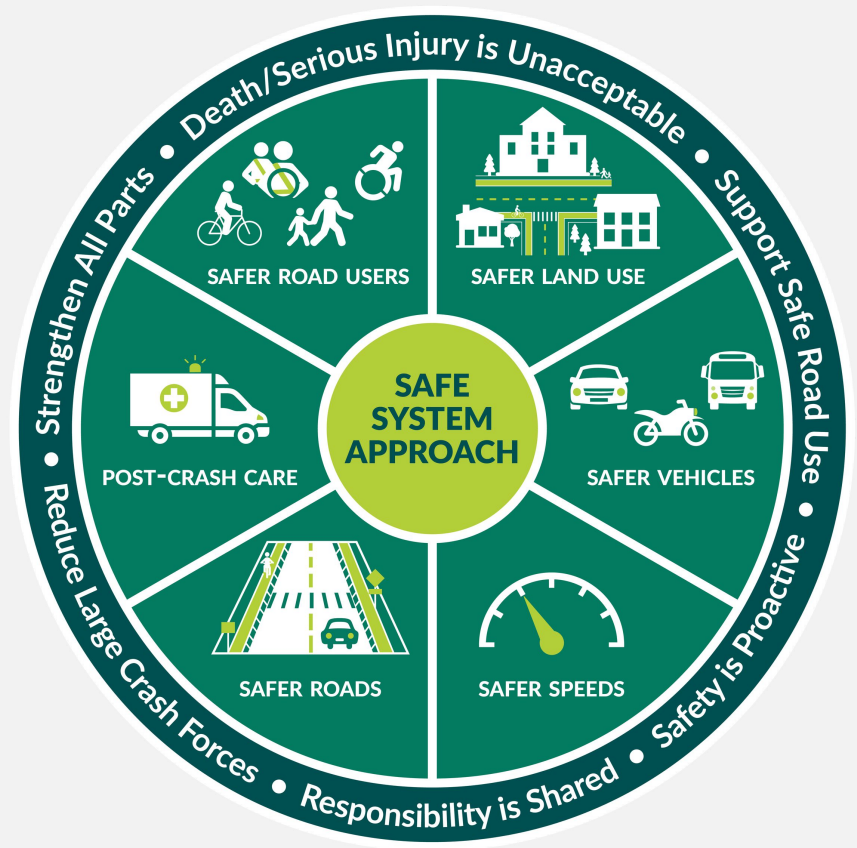 Death/Serious Injury is Unacceptable
Support Safe Road Use
Safety is Proactive
Responsibility is Shared
Reduce Large Crash Forces
Strengthen All Parts
SAFER ROAD USERS
SAFER LAND USE
SAFE
SYSTEM
APPROACH
POST-CRASH CARE
SAFER VEHICLES
SAFER ROADS
SAFER SPEEDS